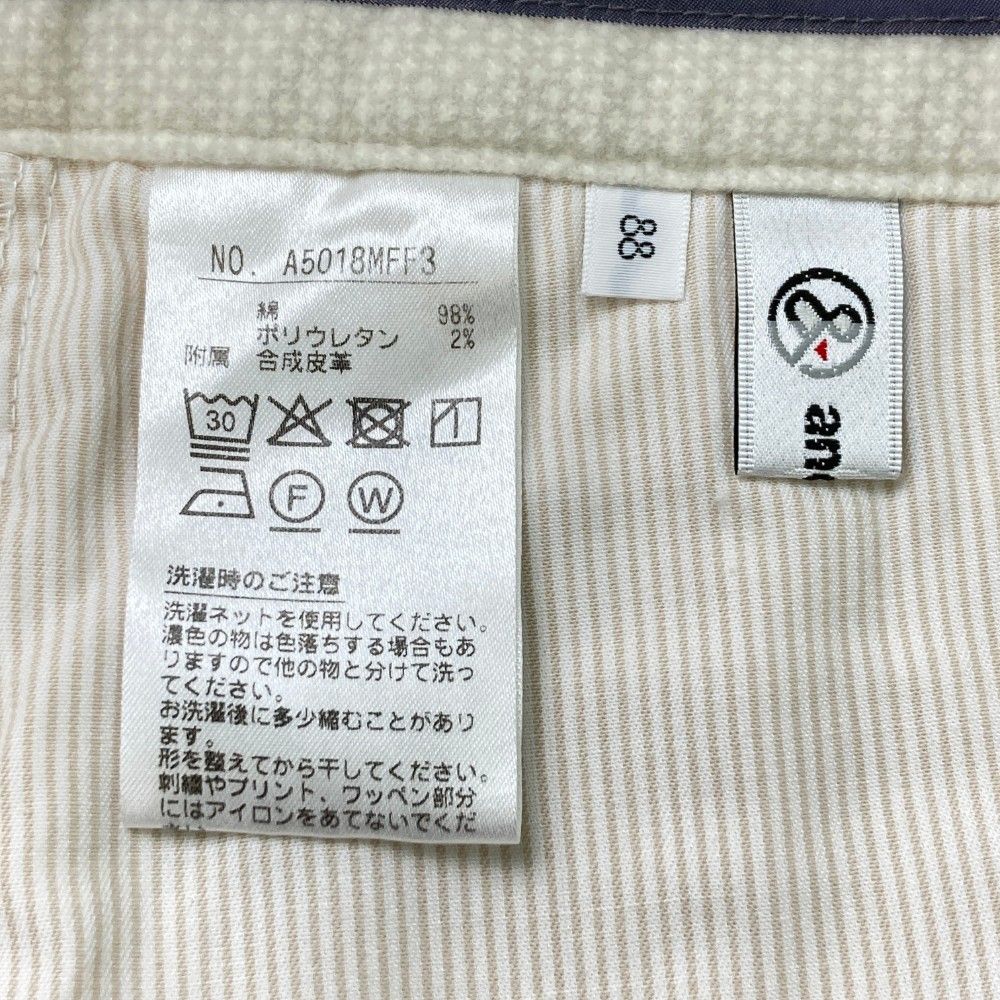 NO. A5018MFF3
綿 98%
ポリウレタン 2%
附属 合成皮革
30
F W
洗濯時のご注意
洗濯ネットを使用してください。
濃色の物は色落ちする場合もあ
りますので他の物と分けて洗っ
てください。
お洗濯後に多少縮むことがあり
ます。
形を整えてから干してください。
刺繍やプリント、ワッペン部分
にはアイロンをあてないでくだ
さい
88
an